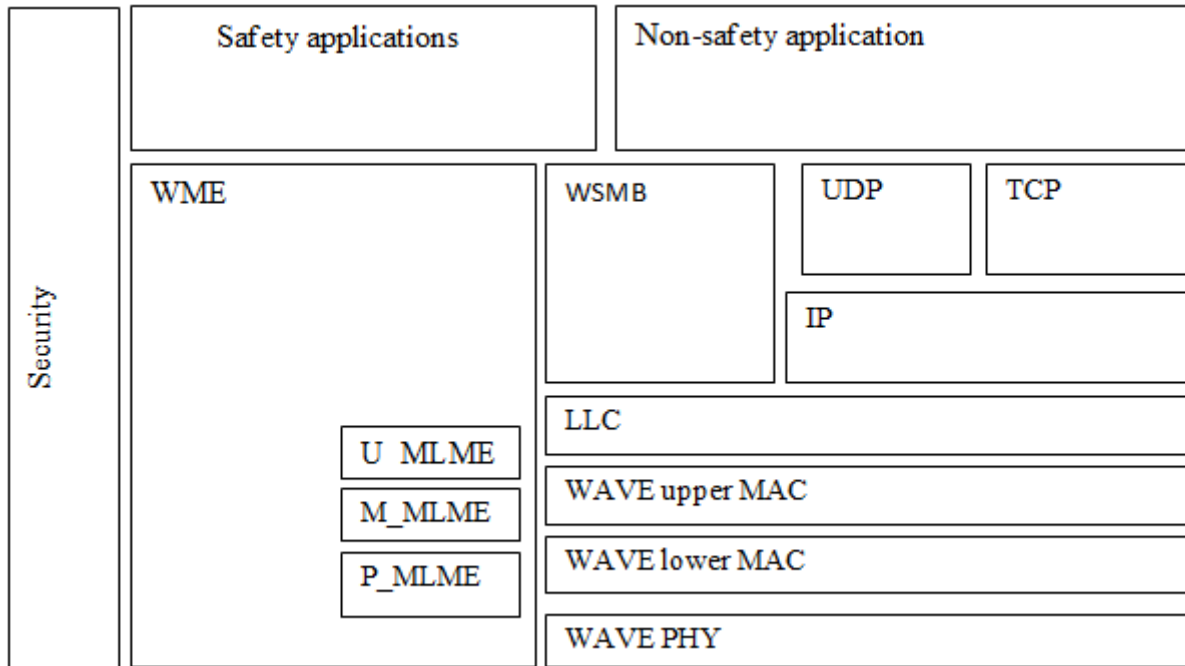 Safety applications
Non-safety application
Security
WME
WSMB
UDP
TCP
IP
LLC
U_MLME
WAVE upper MAC
M_MLME
WAVE lower MAC
P_MLME
WAVE PHY